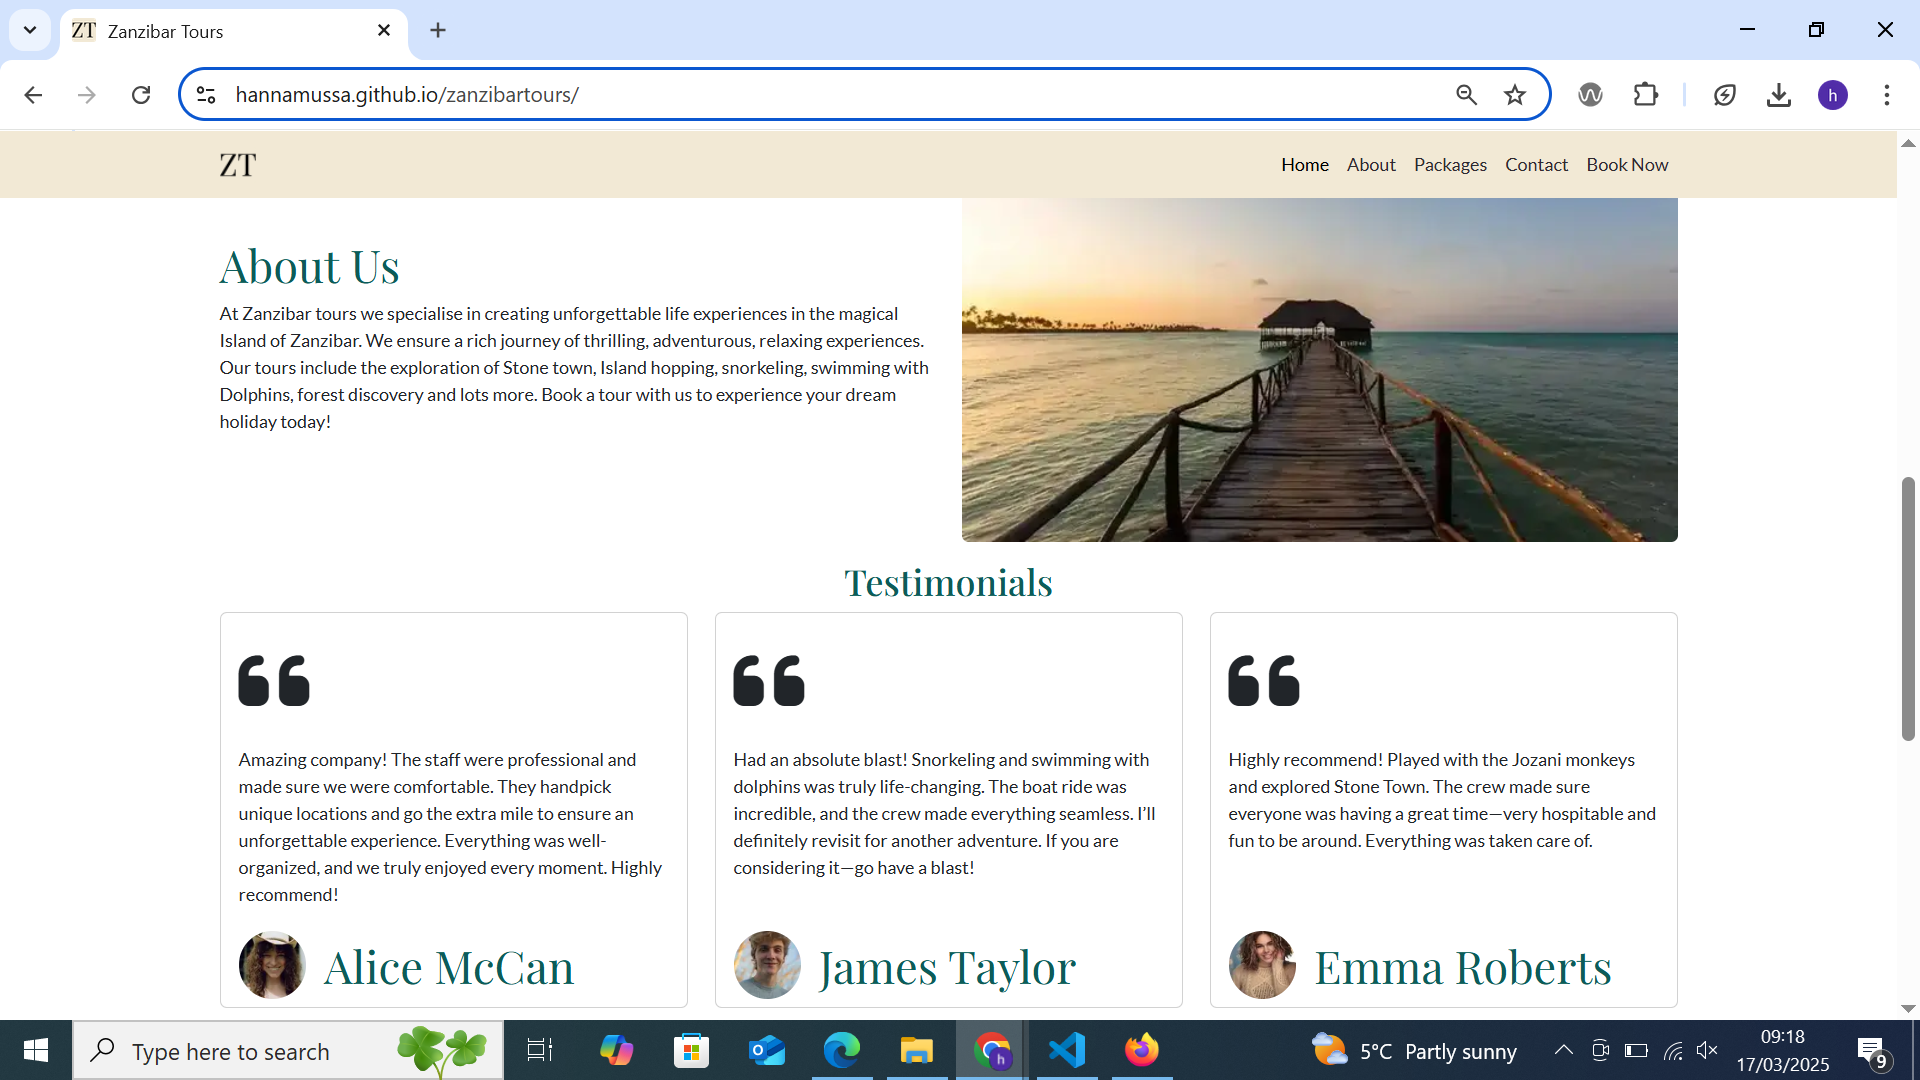 ZT Zanzibar Tours
hannamussa.github.io/zanzibartours/
h
ZT
Home About Packages Contact Book Now
About Us
At Zanzibar tours we specialise in creating unforgettable life experiences in the magical
Island of Zanzibar. We ensure a rich journey of thrilling, adventurous, relaxing experiences.
Our tours include the exploration of Stone town, Island hopping, snorkeling, swimming with
Dolphins, forest discovery and lots more. Book a tour with us to experience your dream
holiday today!
Testimonials
Amazing company! The staff were professional and
made sure we were comfortable. They handpick
unique locations and go the extra mile to ensure an
unforgettable experience. Everything was well-
organized, and we truly enjoyed every moment. Highly
recommend!
Alice McCan
Had an absolute blast! Snorkeling and swimming with
dolphins was truly life-changing. The boat ride was
incredible, and the crew made everything seamless. I’ll
definitely revisit for another adventure. If you are
considering it—go have a blast!
James Taylor
Highly recommend! Played with the Jozani monkeys
and explored Stone Town. The crew made sure
everyone was having a great time—very hospitable and
fun to be around. Everything was taken care of.
Emma Roberts
Type here to search
h
5°C Partly sunny
09:18
17/03/2025
9